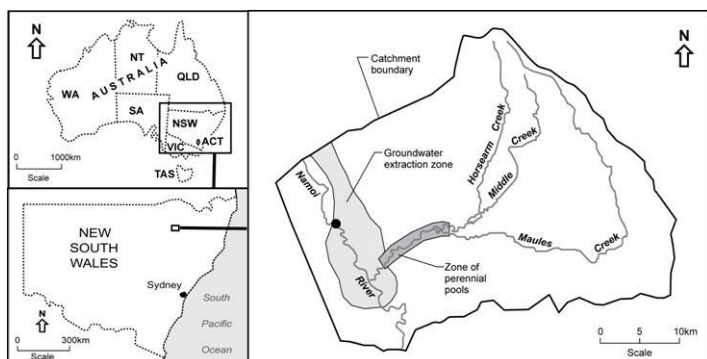 N
NT
AUSTRALIA
QLD
WA
SA
NSW
ACT
VIC
TAS
0 1000km
Scale
NEW
SOUTH
WALES
Sydney
N
South
Pacific
Ocean
0 300km
Scale
N
Catchment
boundary
Groundwater
extraction zone
Horsearm Creek
Middle Creek
Namoi
River
Maules Creek
Zone of
perennial
pools
0 5 10km
Scale